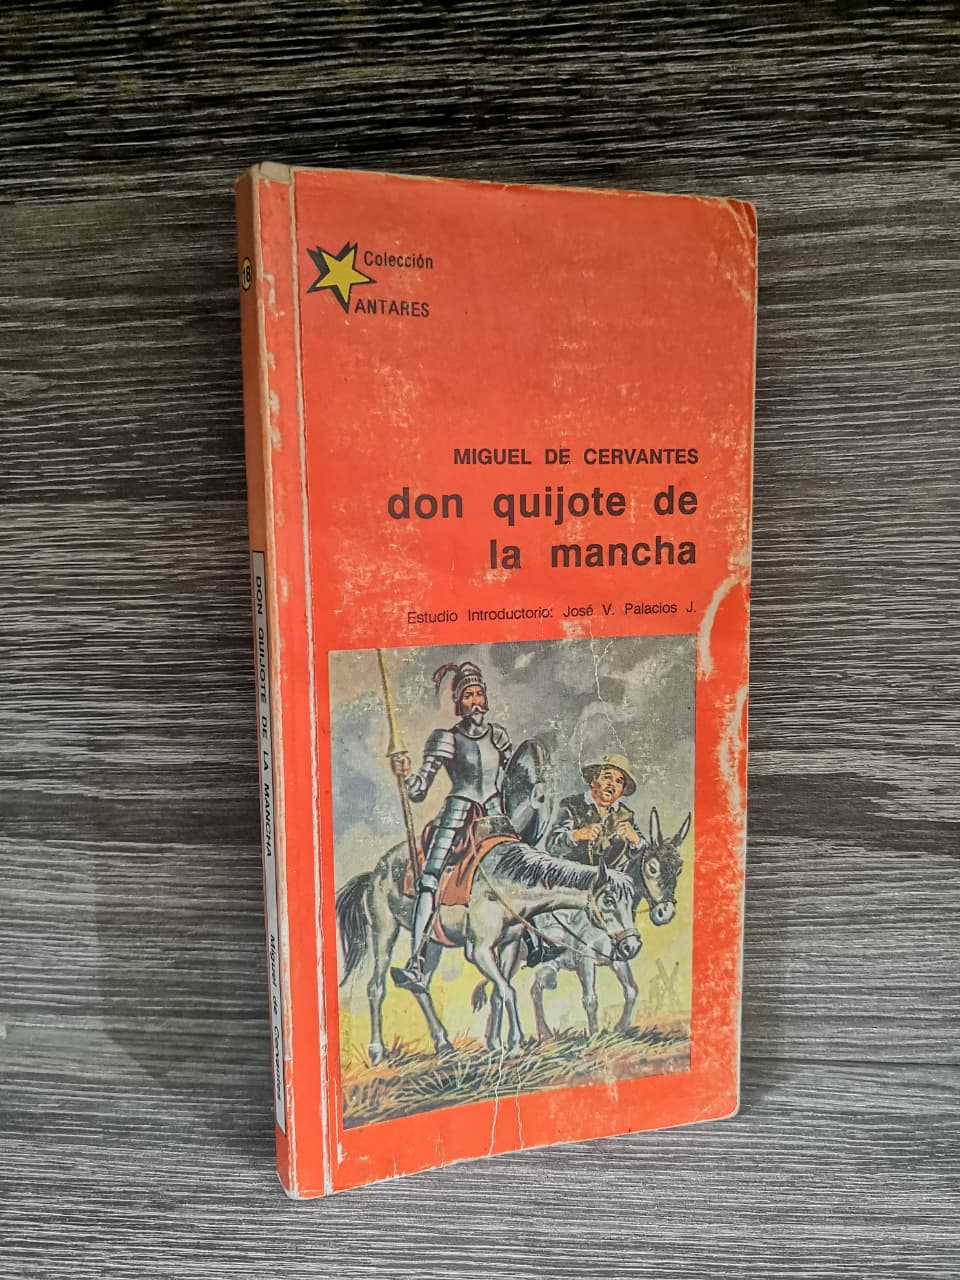 Colección
ANTARES
MIGUEL DE CERVANTES
don quijote de
la mancha
Estudio Introductorio: José V. Palacios J.
18
DON QUIJOTE DE LA MANCHA Miguel de Cervantes